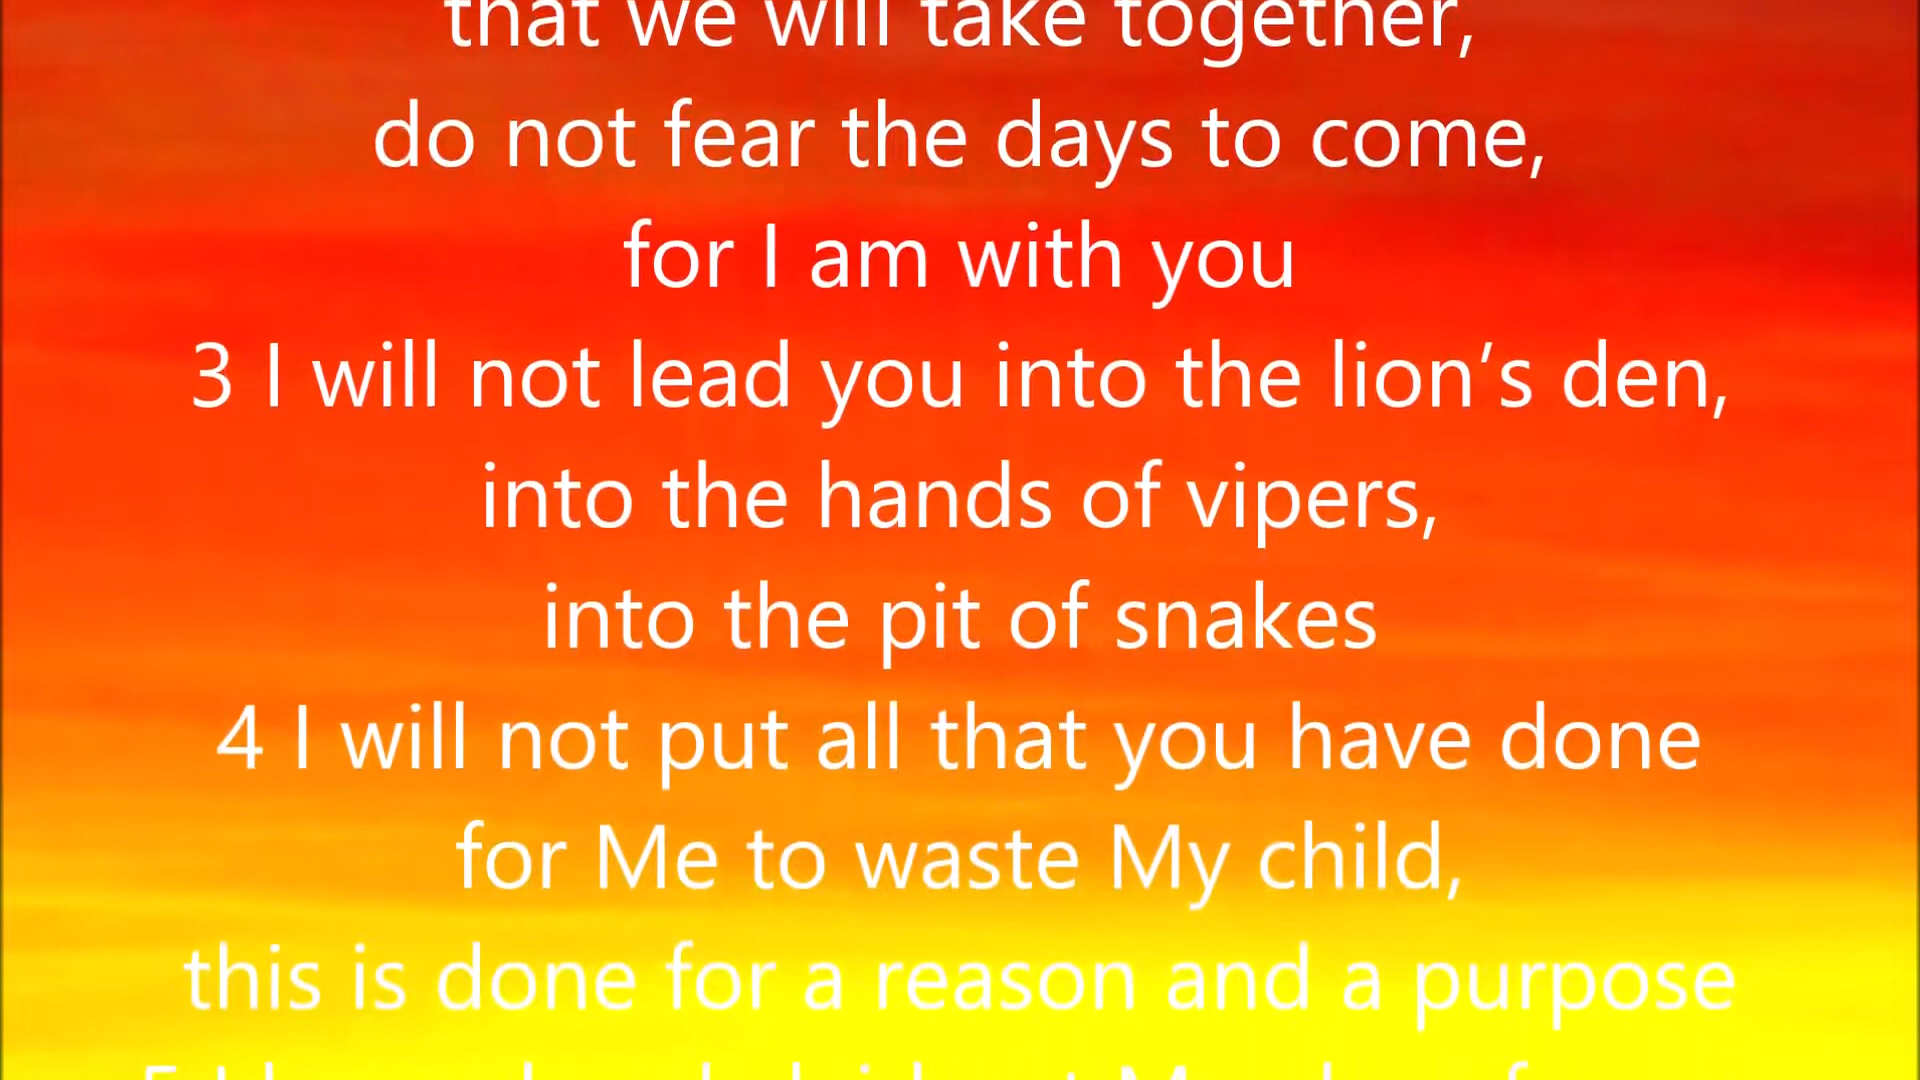 that we will take together,
do not fear the days to come,
for I am with you
3 I will not lead you into the lion’s den,
into the hands of vipers,
into the pit of snakes
4 I will not put all that you have done
for Me to waste My child,
this is done for a reason and a purpose